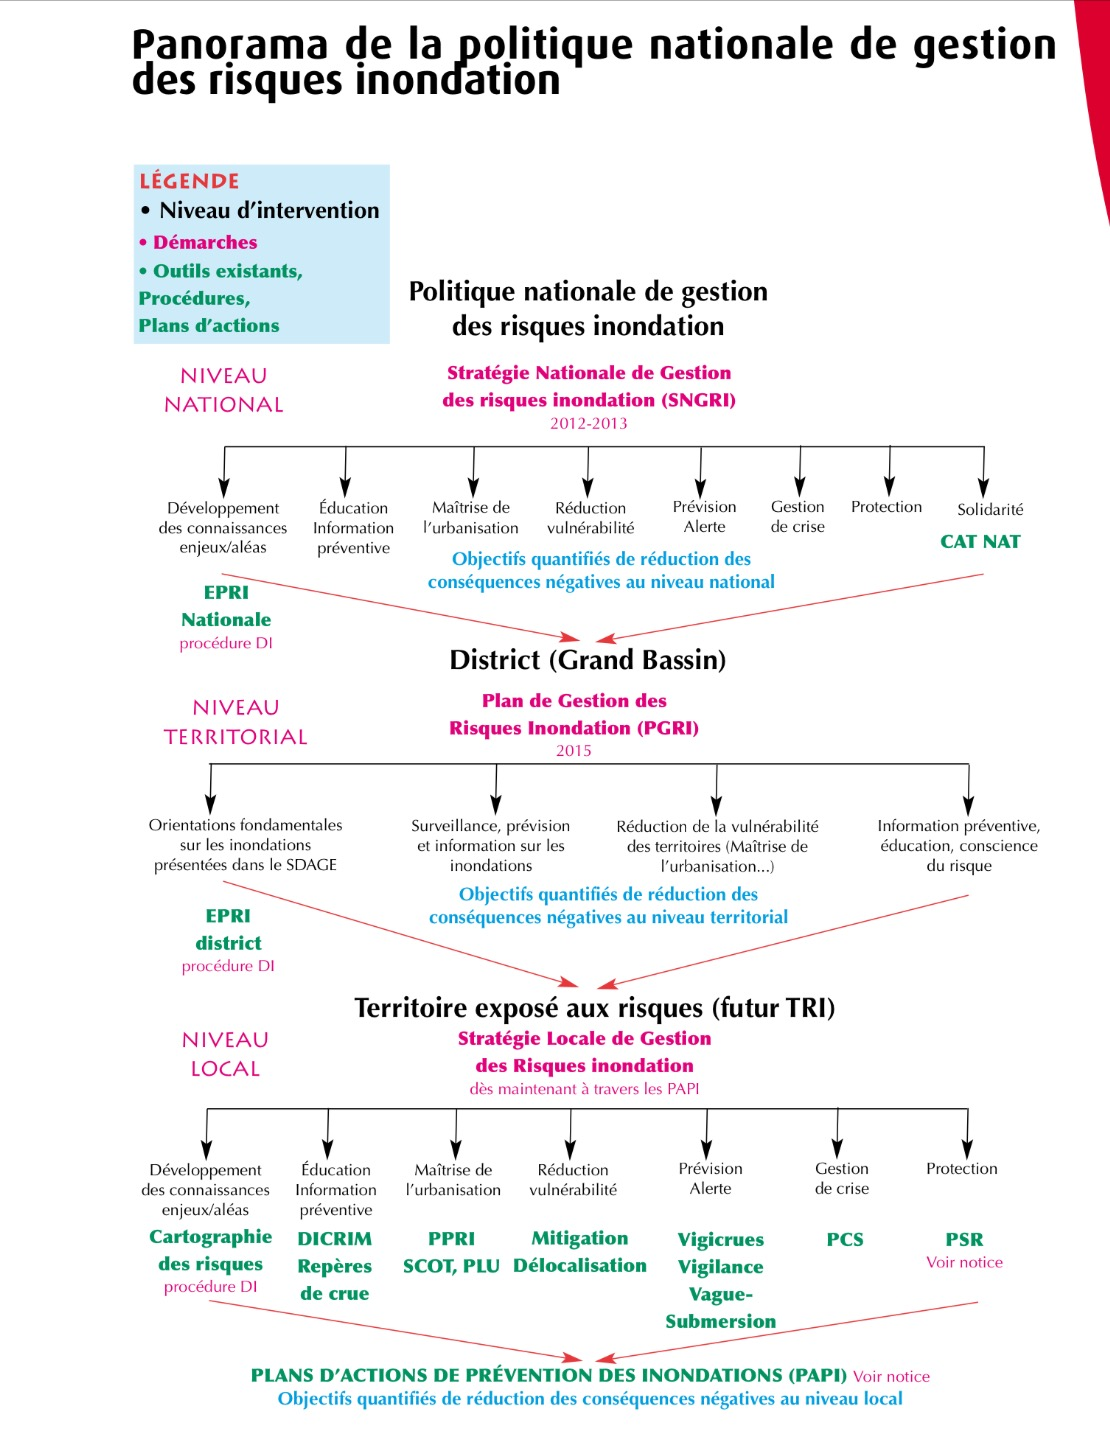 Panorama de la politique nationale de gestion
des risques inondation
LÉGENDE
• Niveau d'intervention
• Démarches
• Outils existants,
Procédures,
Plans d'actions
Politique nationale de gestion
des risques inondation
NIVEAU
NATIONAL
Stratégie Nationale de Gestion
des risques inondation (SNGRI)
2012-2013
Développement
des connaissances
enjeux/aléas
Éducation
Information
préventive
Maîtrise de
l'urbanisation
Réduction
vulnérabilité
Prévision
Alerte
Gestion
de crise
Protection
Solidarité
CAT NAT
Objectifs quantifiés de réduction des
conséquences négatives au niveau national
EPRI
Nationale
procédure DI
District (Grand Bassin)
NIVEAU
TERRITORIAL
Plan de Gestion des
Risques Inondation (PGRI)
2015
Orientations fondamentales
sur les inondations
présentées dans le SDAGE
Surveillance, prévision
et information sur les
inondations
Réduction de la vulnérabilité
des territoires (Maîtrise de
l'urbanisation...)
Information préventive,
éducation, conscience
du risque
Objectifs quantifiés de réduction des
conséquences négatives au niveau territorial
EPRI
district
procédure DI
Territoire exposé aux risques (futur TRI)
NIVEAU
LOCAL
Stratégie Locale de Gestion
des Risques inondation
dès maintenant à travers les PAPI
Développement
des connaissances
enjeux/aléas
Cartographie
des risques
procédure DI
Éducation
Information
préventive
DICRIM
Repères
de crue
Maîtrise de
l'urbanisation
PPRI
SCOT, PLU
Réduction
vulnérabilité
Mitigation
Délocalisation
Prévision
Alerte
Vigicrues
Vigilance
Vague-
Submersion
Gestion
de crise
PCS
Protection
PSR
Voir notice
PLANS D'ACTIONS DE PRÉVENTION DES INONDATIONS (PAPI) Voir notice
Objectifs quantifiés de réduction des conséquences négatives au niveau local